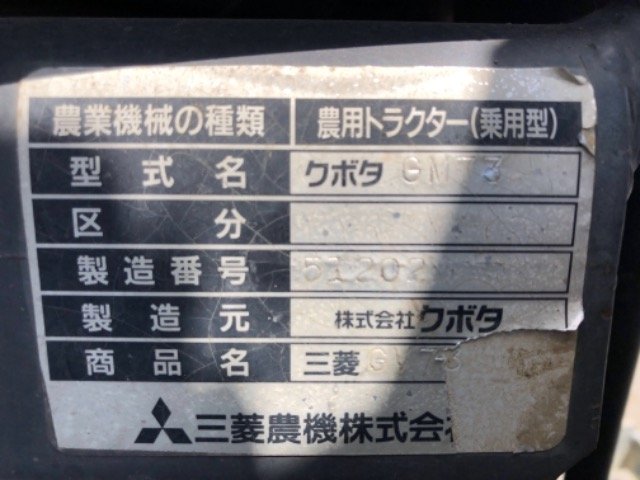 農業機械の種類 農用トラクター(乗用型)
型式名 クボタ GM73
区分
製造番号 51202
製造元 株式会社クボタ
商品名 三菱
三菱農機株式会